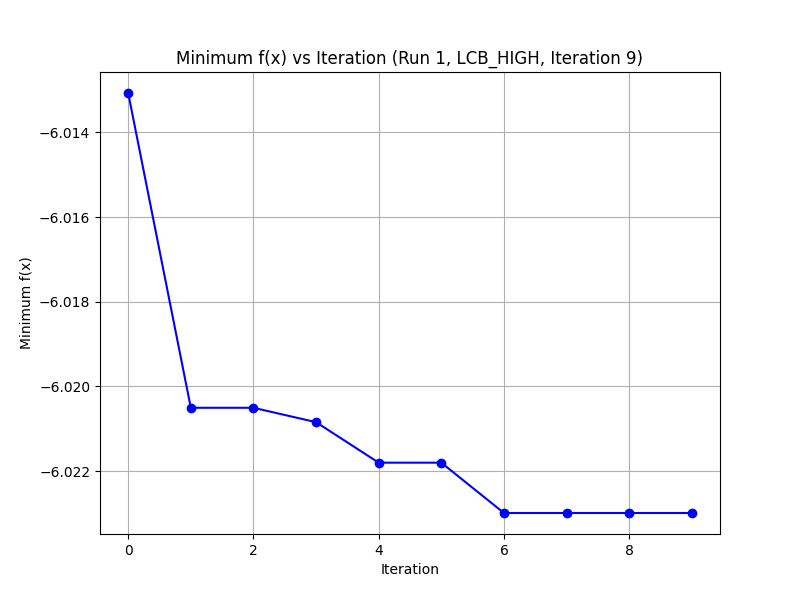 Minimum f(x) vs Iteration (Run 1, LCB_HIGH, Iteration 9)
−6.014
−6.016
−6.018
−6.020
−6.022
Minimum f(x)
0 2 4 6 8
Iteration